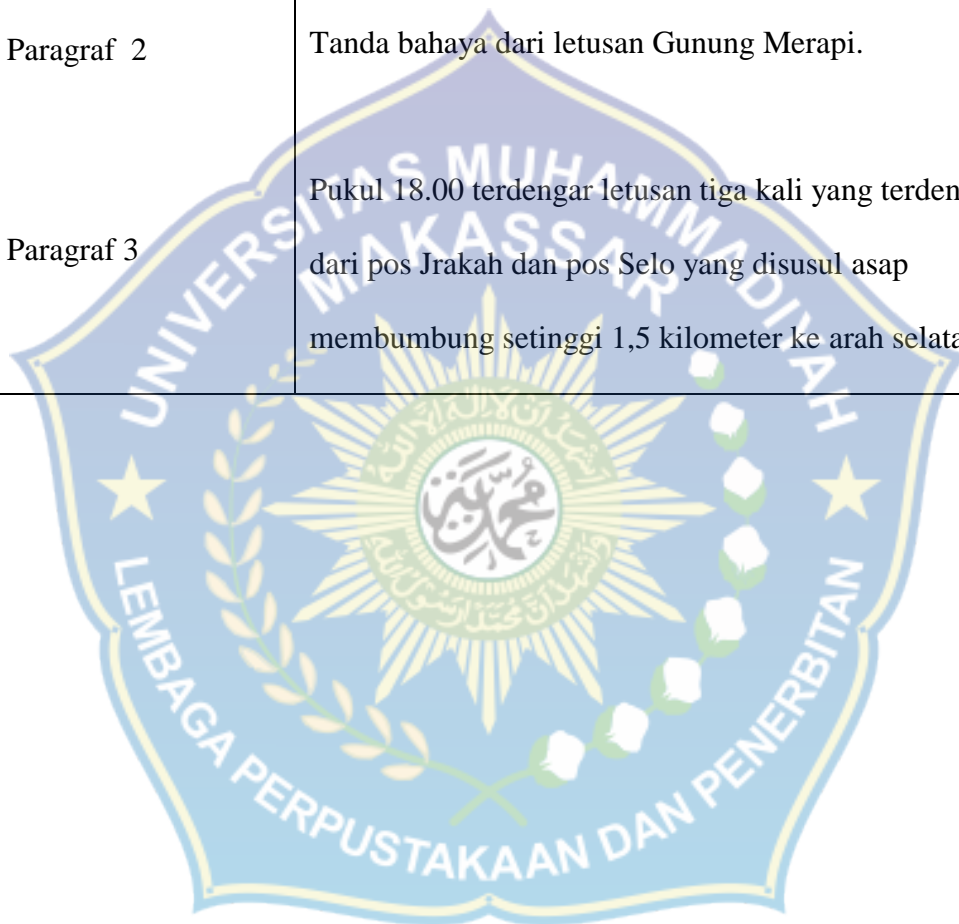 Paragraf 2
Tanda bahaya dari letusan Gunung Merapi.
Paragraf 3
Pukul 18.00 terdengar letusan tiga kali yang
dari pos Jrakah dan pos Selo yang disusul asap
membumbung setinggi 1,5 kilometer ke arah
UNIVERSITAS MUHAMMADIYAH
MAKASSAR
LEMBAGA PERPUSTAKAAN DAN PENERBITAN